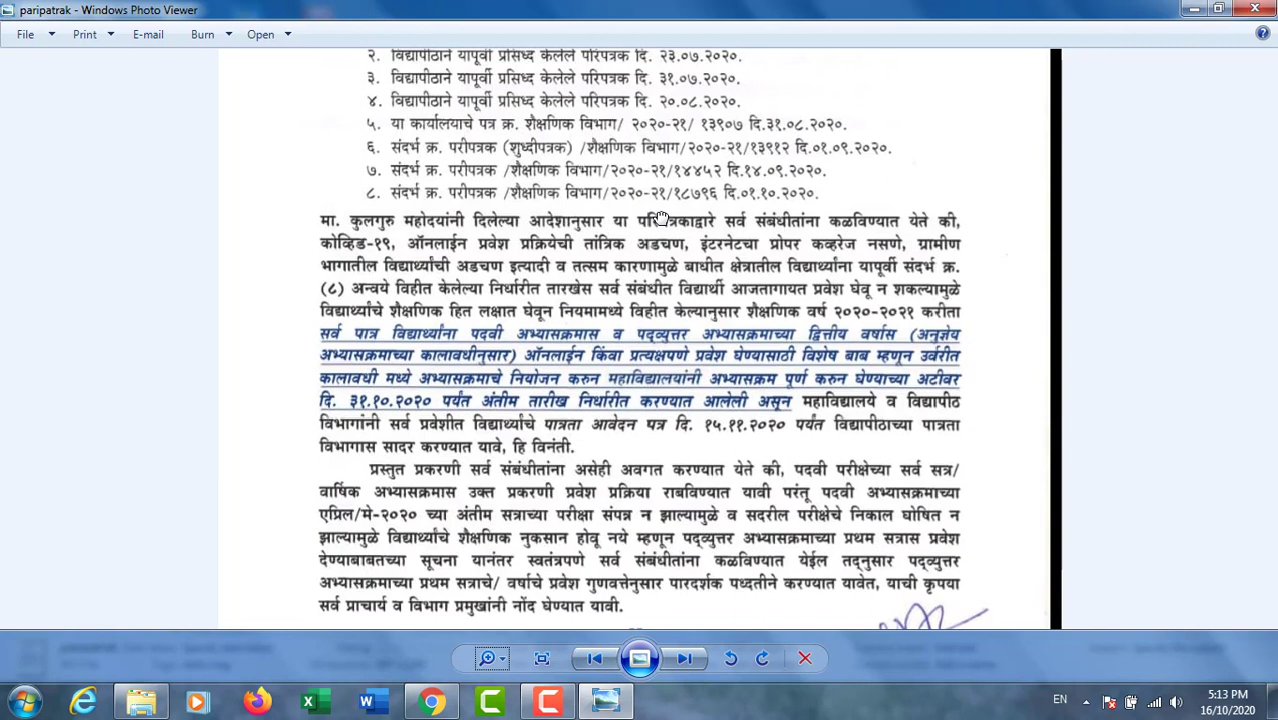 paripatrak - Windows Photo Viewer
File Print E-mail Burn Open
२. विद्यापीठाने यापूर्वी प्रसिध्द केलेले परिपत्रक दि. २३.०७.२०२०.
३. विद्यापीठाने यापूर्वी प्रसिध्द केलेले परिपत्रक दि. ३१.०७.२०२०.
४. विद्यापीठाने यापूर्वी प्रसिध्द केलेले परिपत्रक दि. २०.०८.२०२०.
५. या कार्यालयाचे पत्र क्र. शैक्षणिक विभाग/ २०२०-२१/ १३९०७ दि.३१.०८.२०२०.
६. संदर्भ क्र. परीपत्रक (शुध्दीपत्रक) /शैक्षणिक विभाग/२०२०-२१/१३९१२ दि.०१.०९.२०२०.
७. संदर्भ क्र. परीपत्रक /शैक्षणिक विभाग/२०२०-२१/१४४५२ दि.१४.०९.२०२०.
८. संदर्भ क्र. परीपत्रक /शैक्षणिक विभाग/२०२०-२१/१८७९६ दि.०१.१०.२०२०.
मा. कुलगुरु महोदयांनी दिलेल्या आदेशानुसार या परिपत्रकाद्वारे सर्व संबंधीतांना कळविण्यात येते की,
कोव्हिड-१९, ऑनलाईन प्रवेश प्रक्रियेची तांत्रिक अडचण, इंटरनेटचा प्रोपर कव्हरेज नसणे, ग्रामीण
भागातील विद्यार्थ्यांची अडचण इत्यादी व तत्सम कारणामुळे बाधीत क्षेत्रातील विद्यार्थ्यांना यापूर्वी संदर्भ क्र.
(८) अन्वये विहीत केलेल्या निर्धारीत तारखेस सर्व संबंधीत विद्यार्थी आजतागायत प्रवेश घेवू न शकल्यामुळे
विद्यार्थ्यांचे शैक्षणिक हित लक्षात घेवून नियमामध्ये विहीत केल्यानुसार शैक्षणिक वर्ष २०२०-२०२१ करीता
सर्व पात्र विद्यार्थ्यांना पदवी अभ्यासक्रमास व पद्व्युत्तर अभ्यासक्रमाच्या द्वितीय वर्षास (अनुज्ञेय
अभ्यासक्रमाच्या कालावधीनुसार) ऑनलाईन किंवा प्रत्यक्षपणे प्रवेश घेण्यासाठी विशेष बाब म्हणून उर्वरीत
कालावधी मध्ये अभ्यासक्रमाचे नियोजन करुन महाविद्यालयांनी अभ्यासक्रम पूर्ण करुन घेण्याच्या अटीवर
दि. ३१.१०.२०२० पर्यंत अंतीम तारीख निर्धारीत करण्यात आलेली असून महाविद्यालये व विद्यापीठ
विभागांनी सर्व प्रवेशीत विद्यार्थ्यांचे पात्रता आवेदन पत्र दि. १५.११.२०२० पर्यंत विद्यापीठाच्या पात्रता
विभागास सादर करण्यात यावे, हि विनंती.
प्रस्तुत प्रकरणी सर्व संबंधीतांना असेही अवगत करण्यात येते की, पदवी परीक्षेच्या सर्व सत्र/
वार्षिक अभ्यासक्रमास उक्त प्रकरणी प्रवेश प्रक्रिया राबविण्यात यावी परंतू पदवी अभ्यासक्रमाच्या
एप्रिल/मे-२०२० च्या अंतीम सत्राच्या परीक्षा संपन्न न झाल्यामुळे व सदरील परीक्षेचे निकाल घोषित न
झाल्यामुळे विद्यार्थ्यांचे शैक्षणिक नुकसान होवू नये म्हणून पद्व्युत्तर अभ्यासक्रमाच्या प्रथम सत्रास प्रवेश
देण्याबाबतच्या सूचना यानंतर स्वतंत्रपणे सर्व संबंधीतांना कळविण्यात येईल तद्नुसार पद्व्युत्तर
अभ्यासक्रमाच्या प्रथम सत्राचे/ वर्षाचे प्रवेश गुणवत्तेनुसार पारदर्शक पध्दतीने करण्यात यावेत, याची कृपया
सर्व प्राचार्य व विभाग प्रमुखांनी नोंद घेण्यात यावी.
EN
5:13 PM
16/10/2020